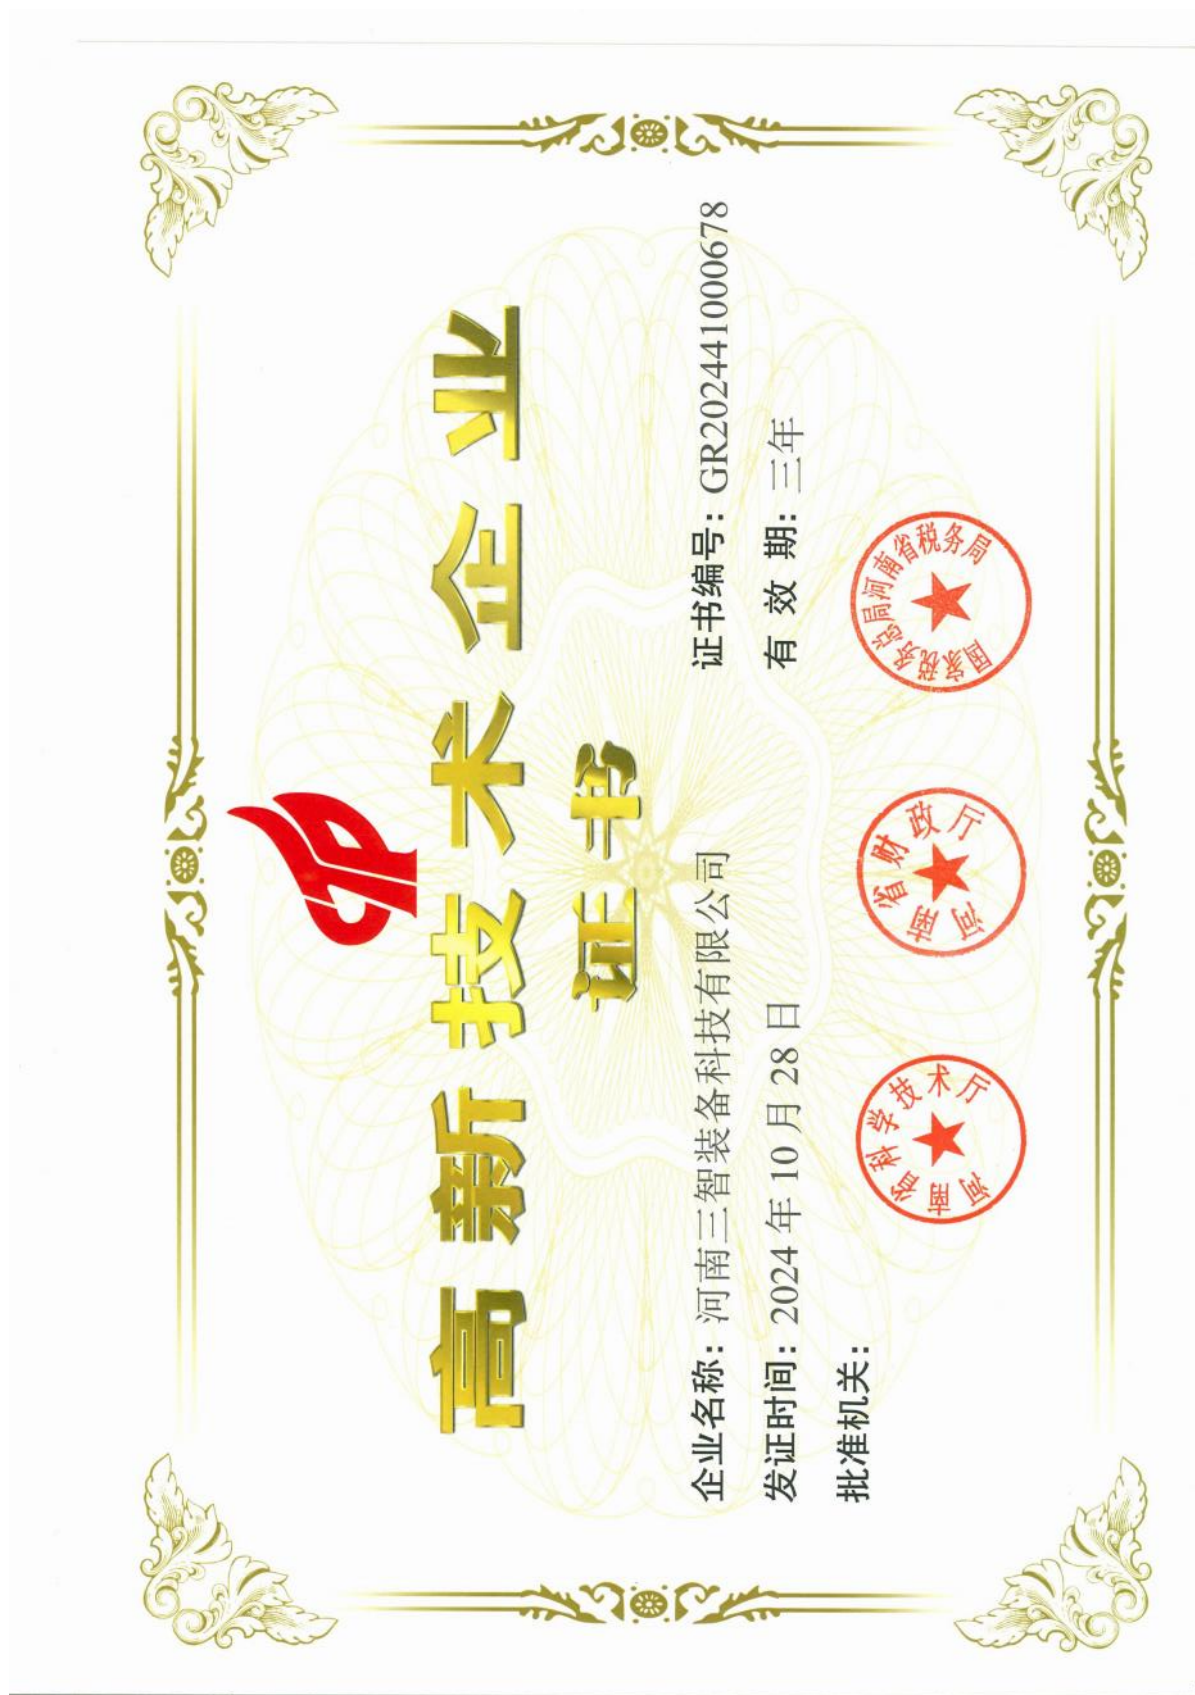 高新技术企业
证书
企业名称：河南三智装备科技有限公司
证书编号：GR202441000678
发证时间：2024年10月28日
有效期：三年
批准机关：
河南省科学技术厅
河南省财政厅
国家税务总局河南省税务局